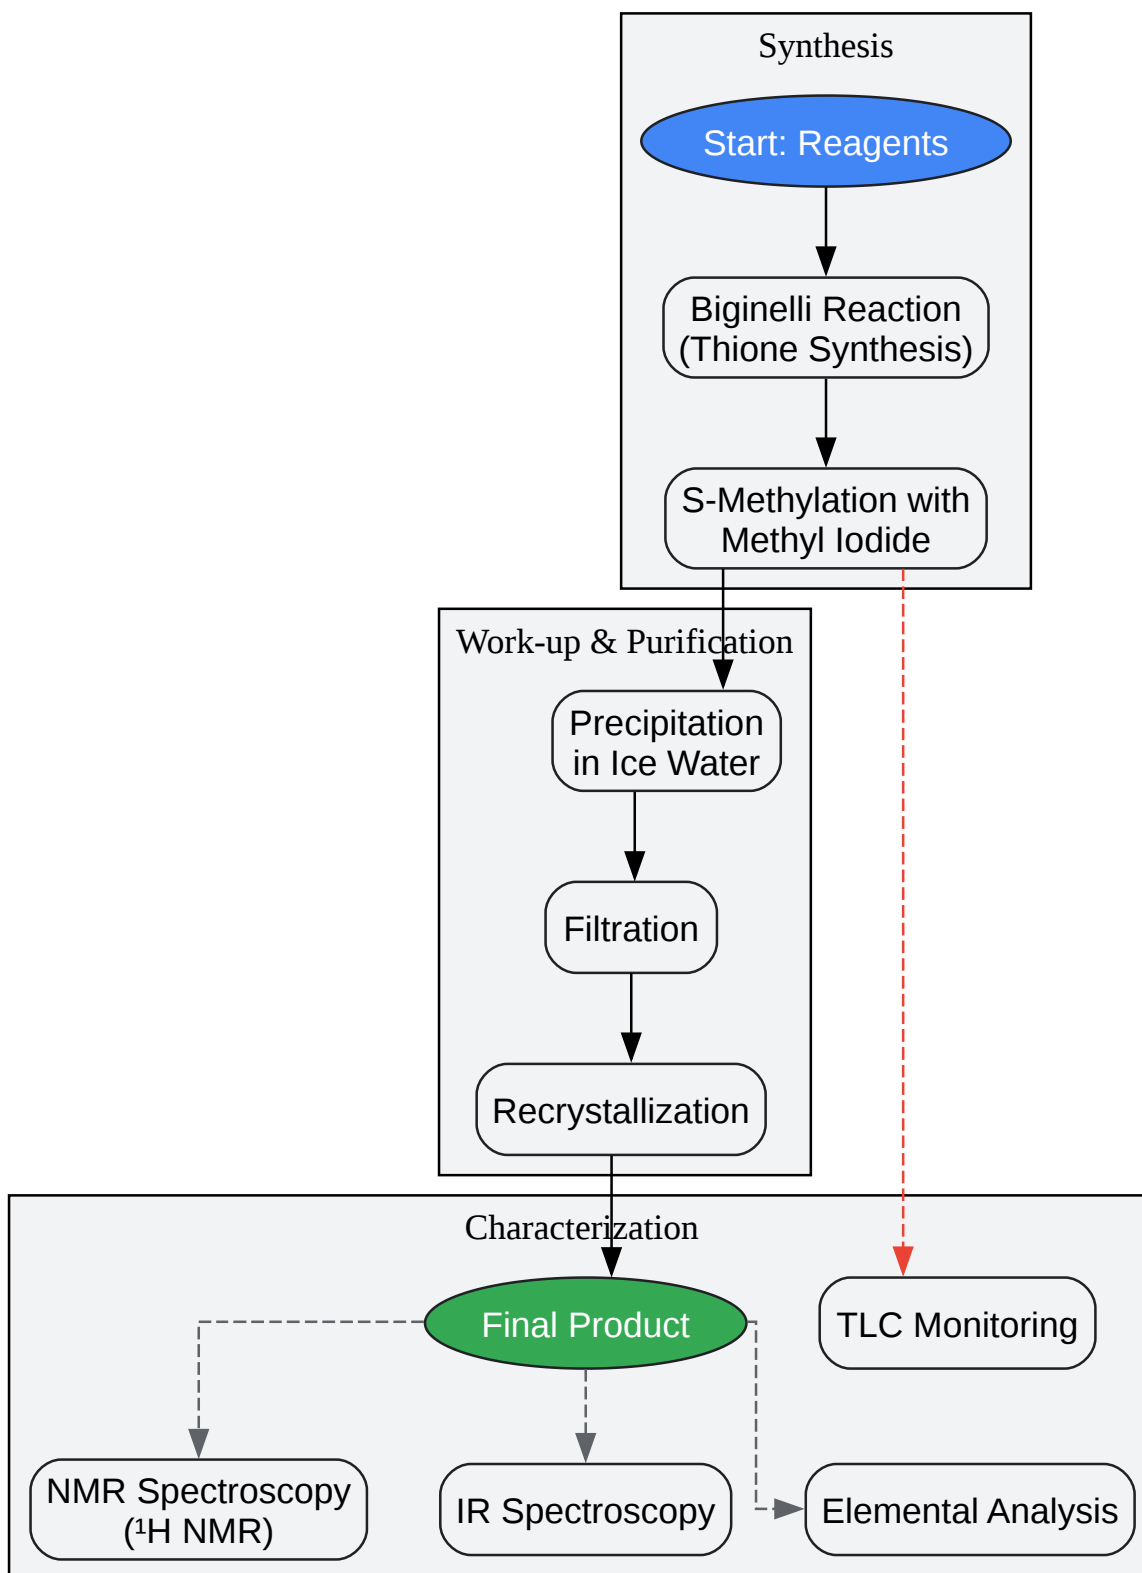 Synthesis
Start: Reagents
Biginelli Reaction
(Thione Synthesis)
S-Methylation with
Methyl Iodide
Work-up & Purification
Precipitation
in Ice Water
Filtration
Recrystallization
Characterization
Final Product
TLC Monitoring
NMR Spectroscopy
(¹H NMR)
IR Spectroscopy
Elemental Analysis